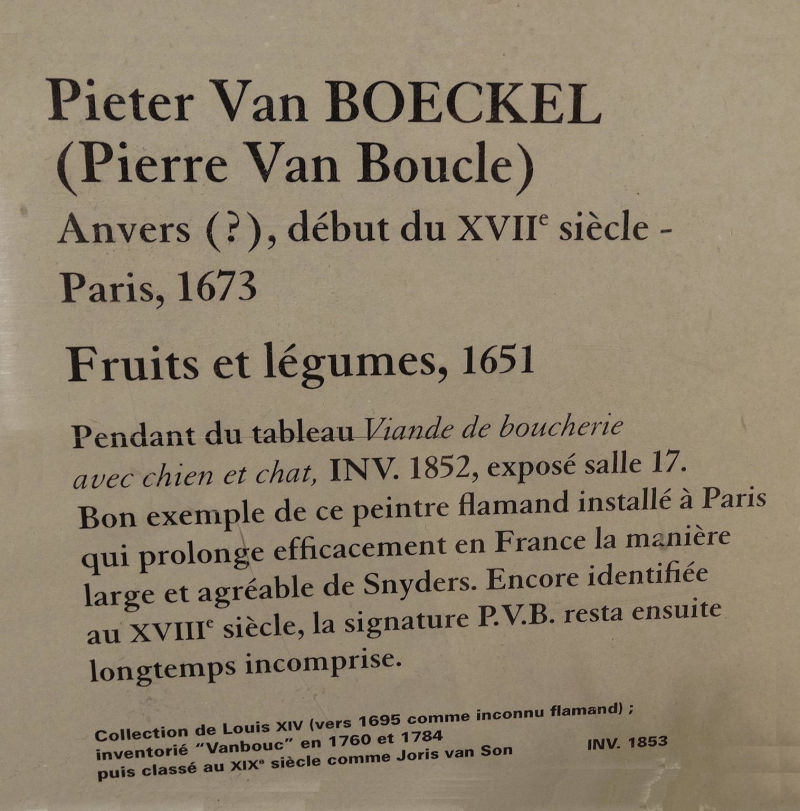 Pieter Van BOECKEL
(Pierre Van Boucle)
Anvers (?), début du XVIIe siècle -
Paris, 1673
Fruits et légumes, 1651
Pendant du tableau Viande de boucherie
avec chien et chat, INV. 1852, exposé salle 17.
Bon exemple de ce peintre flamand installé à Paris
qui prolonge efficacement en France la manière
large et agréable de Snyders. Encore identifiée
au XVIIIe siècle, la signature P.V.B. resta ensuite
longtemps incomprise.
Collection de Louis XIV (vers 1695 comme inconnu flamand) ;
inventorié "Vanbouc" en 1760 et 1784
puis classé au XIXe siècle comme Joris van Son
INV. 1853